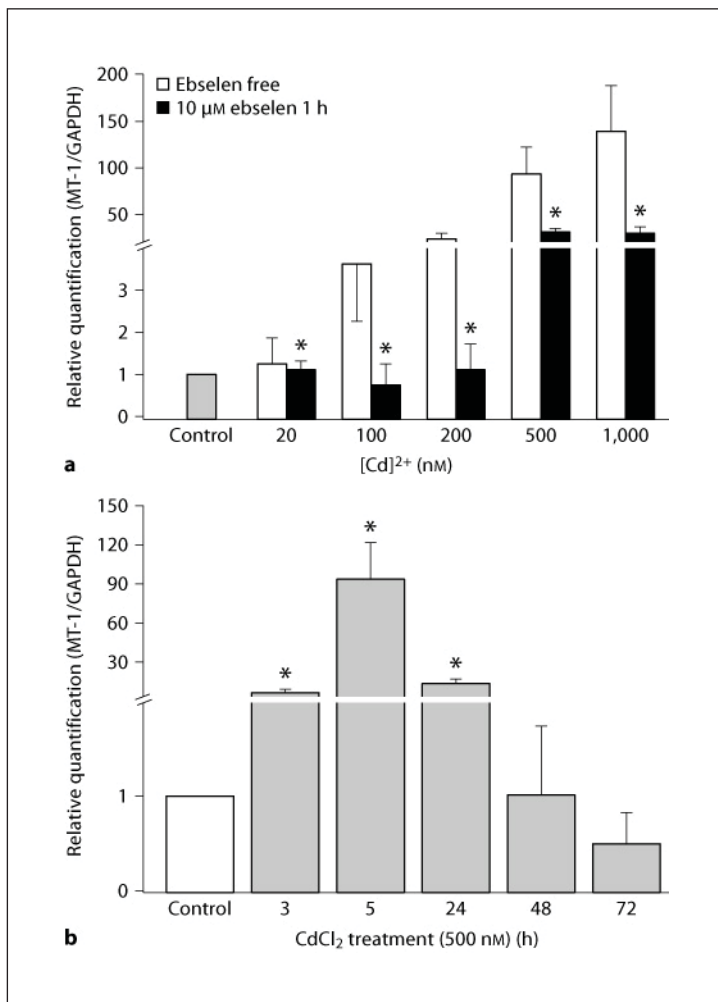 Ebselen free
10 µM ebselen 1 h
Relative quantification (MT-1/GAPDH)
200
150
100
50
3
2
1
0
* * * * *
Control 20 100 200 500 1,000
[Cd]²⁺ (nM)
a
Relative quantification (MT-1/GAPDH)
150
120
90
60
30
1
0
* * *
Control 3 5 24 48 72
CdCl₂ treatment (500 nM) (h)
b